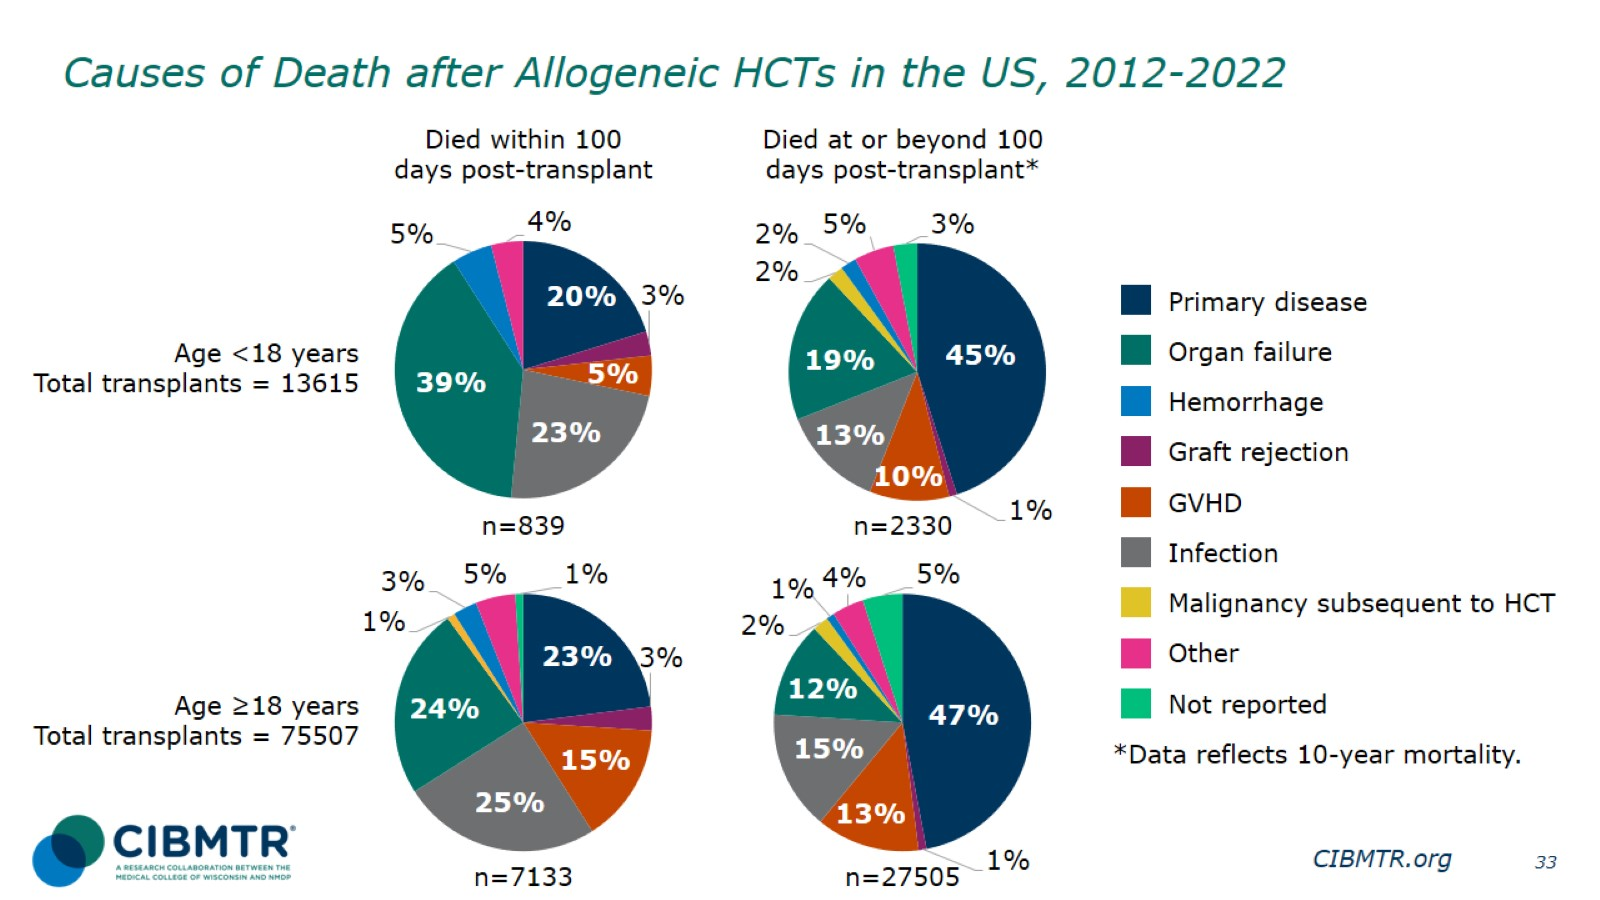 Causes of Death after Allogeneic HCTs in the US, 2012-2022
Died within 100
days post-transplant
Died at or beyond 100
days post-transplant*
Age <18 years
Total transplants = 13615
5%
4%
20%
3%
5%
23%
39%
n=839
2%
5%
3%
2%
45%
19%
13%
10%
1%
n=2330
Age ≥18 years
Total transplants = 75507
3%
5%
1%
1%
23%
3%
24%
15%
25%
n=7133
1%
4%
5%
2%
47%
12%
15%
13%
1%
n=27505
Primary disease
Organ failure
Hemorrhage
Graft rejection
GVHD
Infection
Malignancy subsequent to HCT
Other
Not reported
*Data reflects 10-year mortality.
CIBMTR®
A RESEARCH COLLABORATION BETWEEN THE
MEDICAL COLLEGE OF WISCONSIN AND NMDP
CIBMTR.org
33